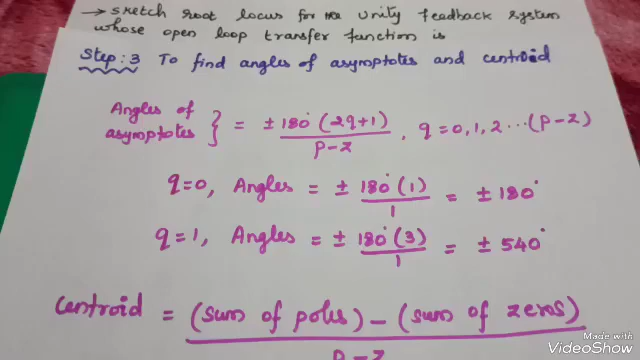 → sketch root locus for the unity feedback system
whose open loop transfer function is
Step:3 To find angles of asymptotes and centroid
Angles of asymptotes } = ± 180° (2q+1) / p-z , q=0,1,2...(p-z)
q=0, Angles = ± 180° (1) / 1 = ± 180°
q=1, Angles = ± 180° (3) / 1 = ± 540°
centroid = (sum of poles) - (sum of zeros) / p-z
Made with
VideoShow